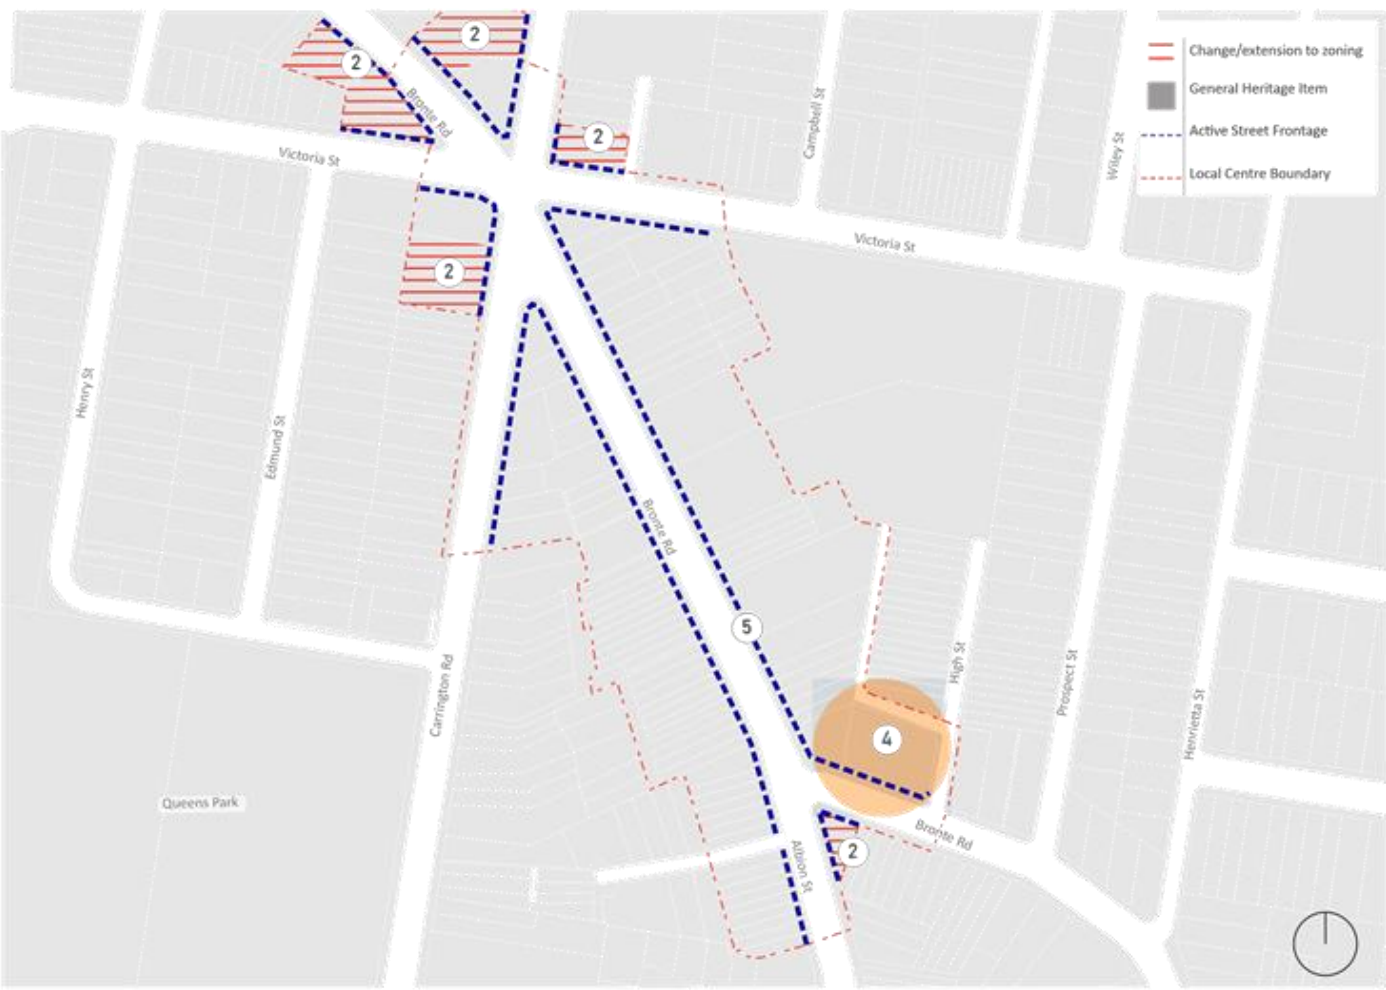 2
2
Change/extension to zoning
General Heritage Item
Active Street Frontage
Local Centre Boundary
Bronte Rd
2
Campbell St
Wiley St
Victoria St
Victoria St
2
Henry St
Edmund St
Bronte Rd
5
High St
Prospect St
Carrington Rd
Henrietta St
4
Queens Park
Bronte Rd
2
Albion St